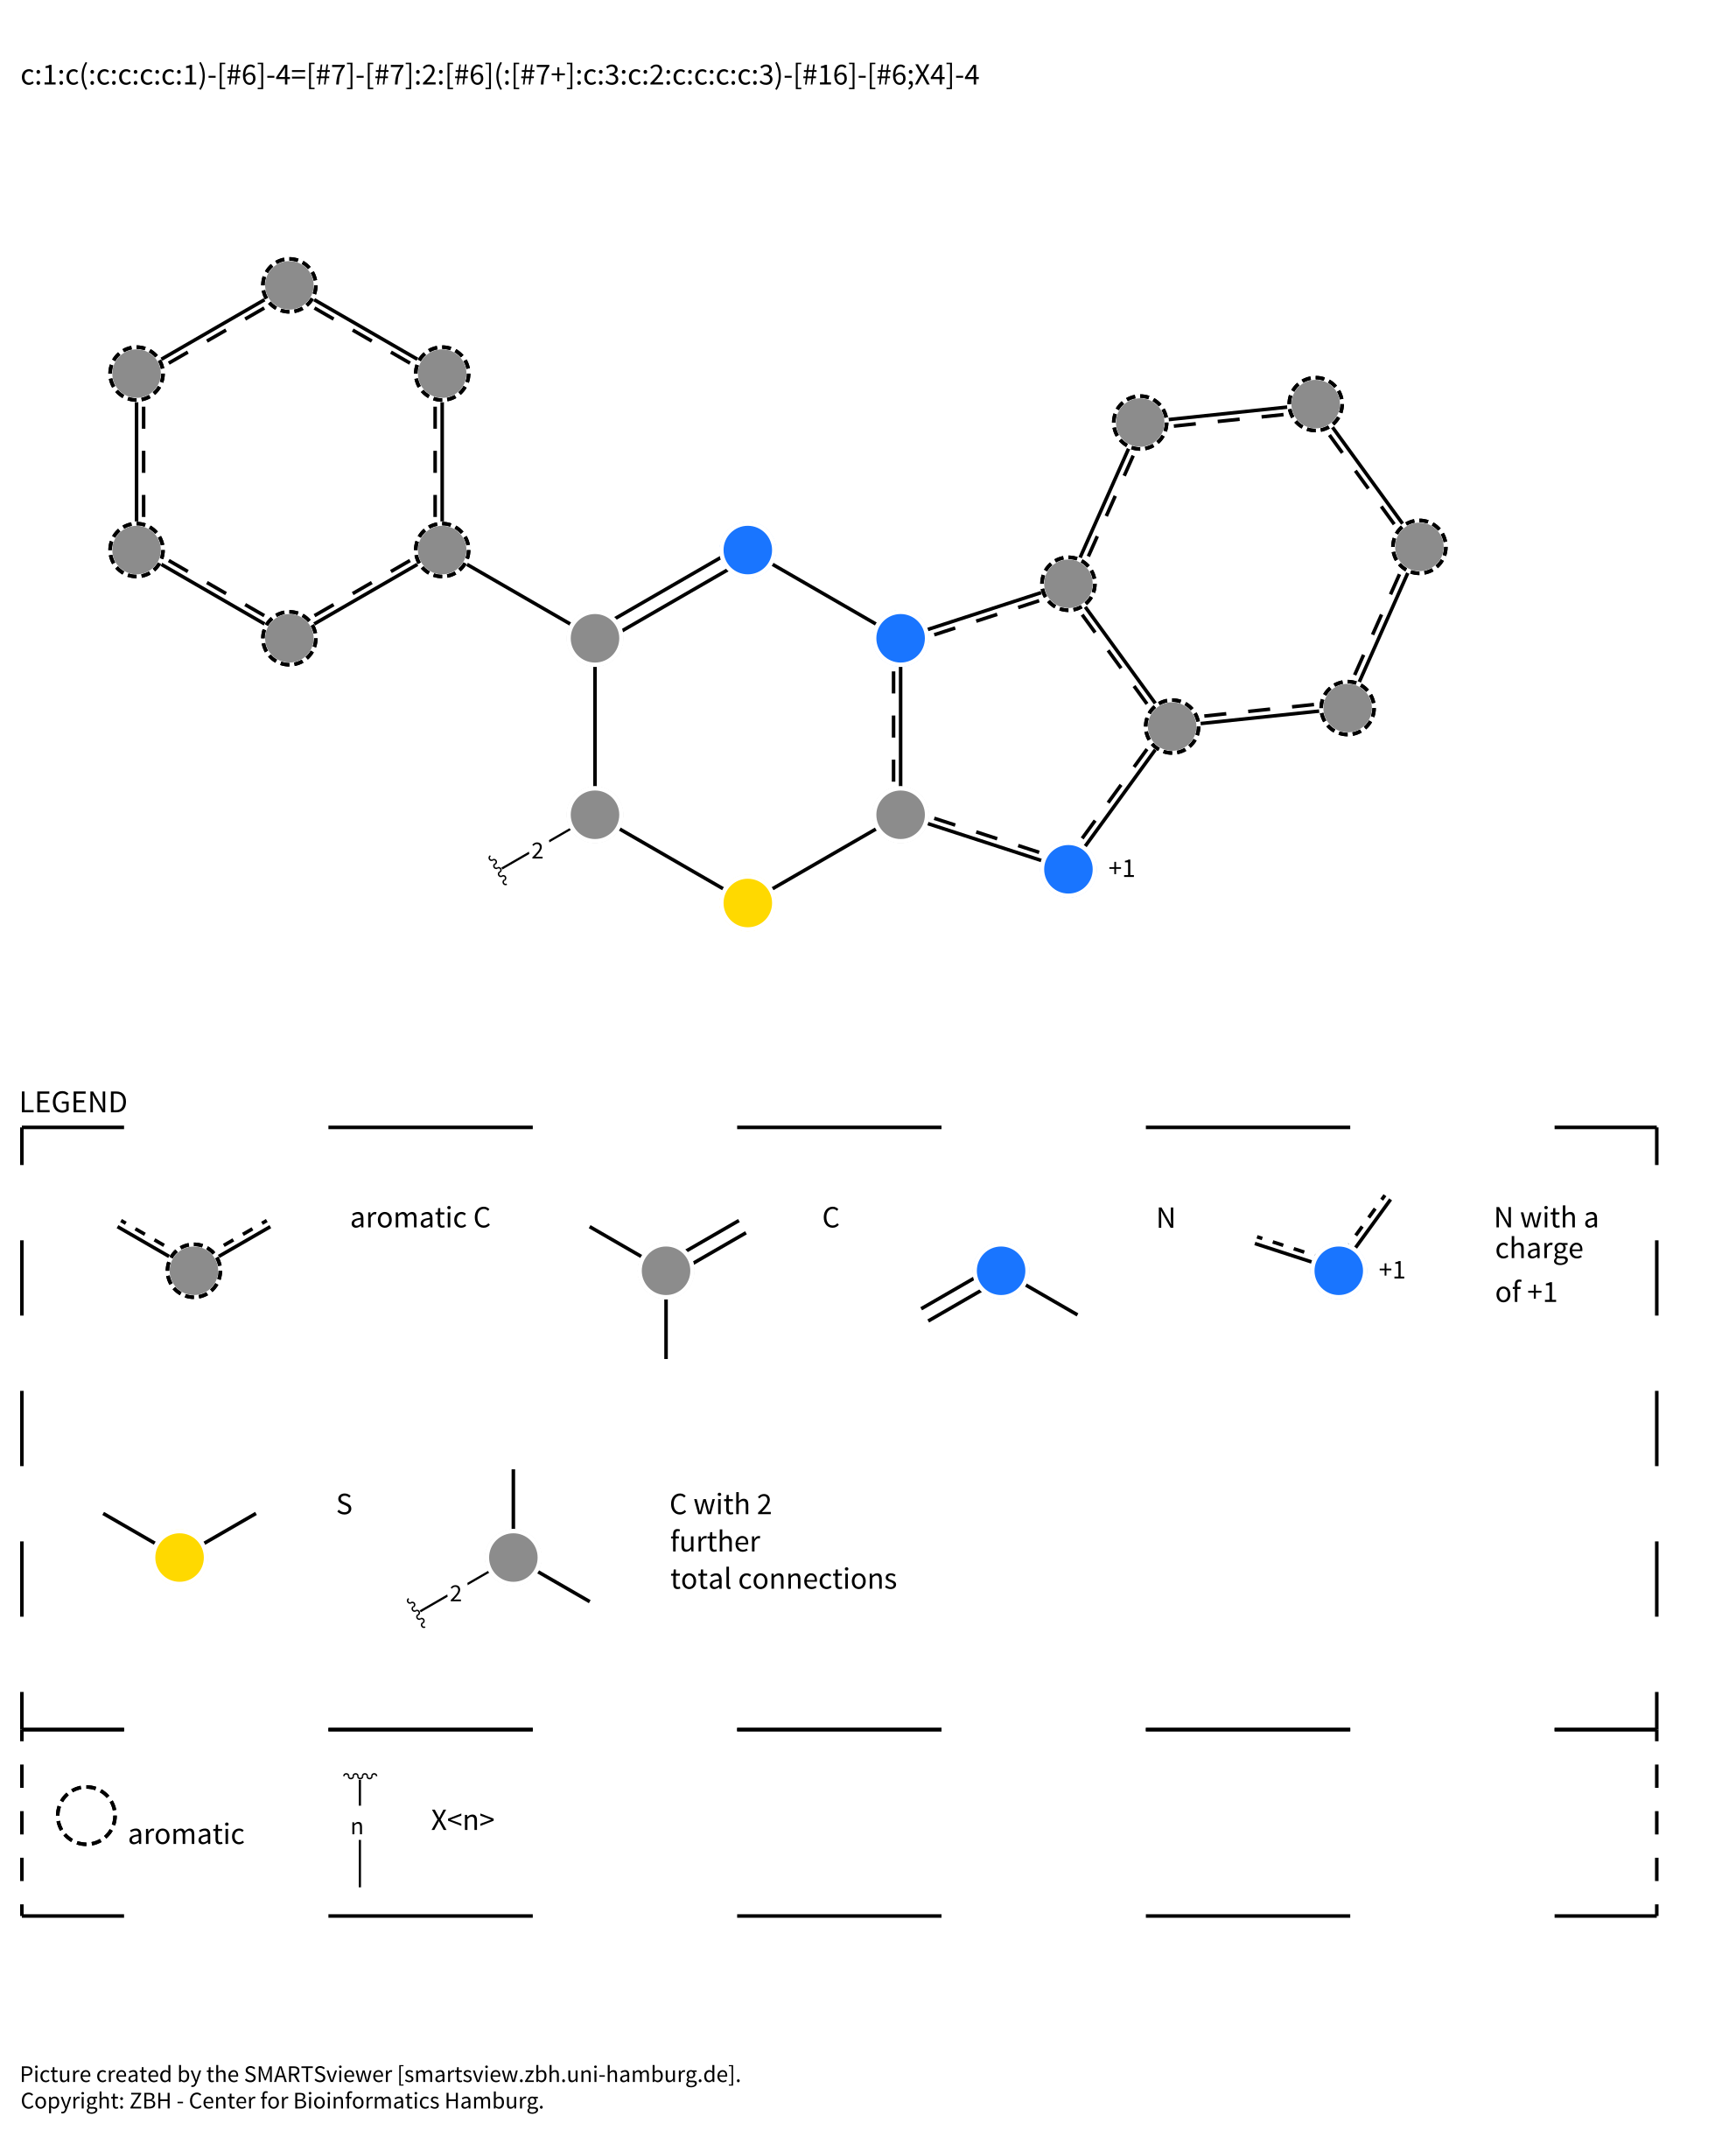 c:1:c(:c:c:c:c:1)-[#6]-4=[#7]-[#7]:2:[#6](:[#7+]:c:3:c:2:c:c:c:c:3)-[#16]-[#6;X4]-4
2
+1
LEGEND
aromatic C
C
N
+1
N with a
charge
of +1
S
2
C with 2
further
total connections
aromatic
n
X<n>
Picture created by the SMARTSviewer [smartsview.zbh.uni-hamburg.de].
Copyright: ZBH - Center for Bioinformatics Hamburg.